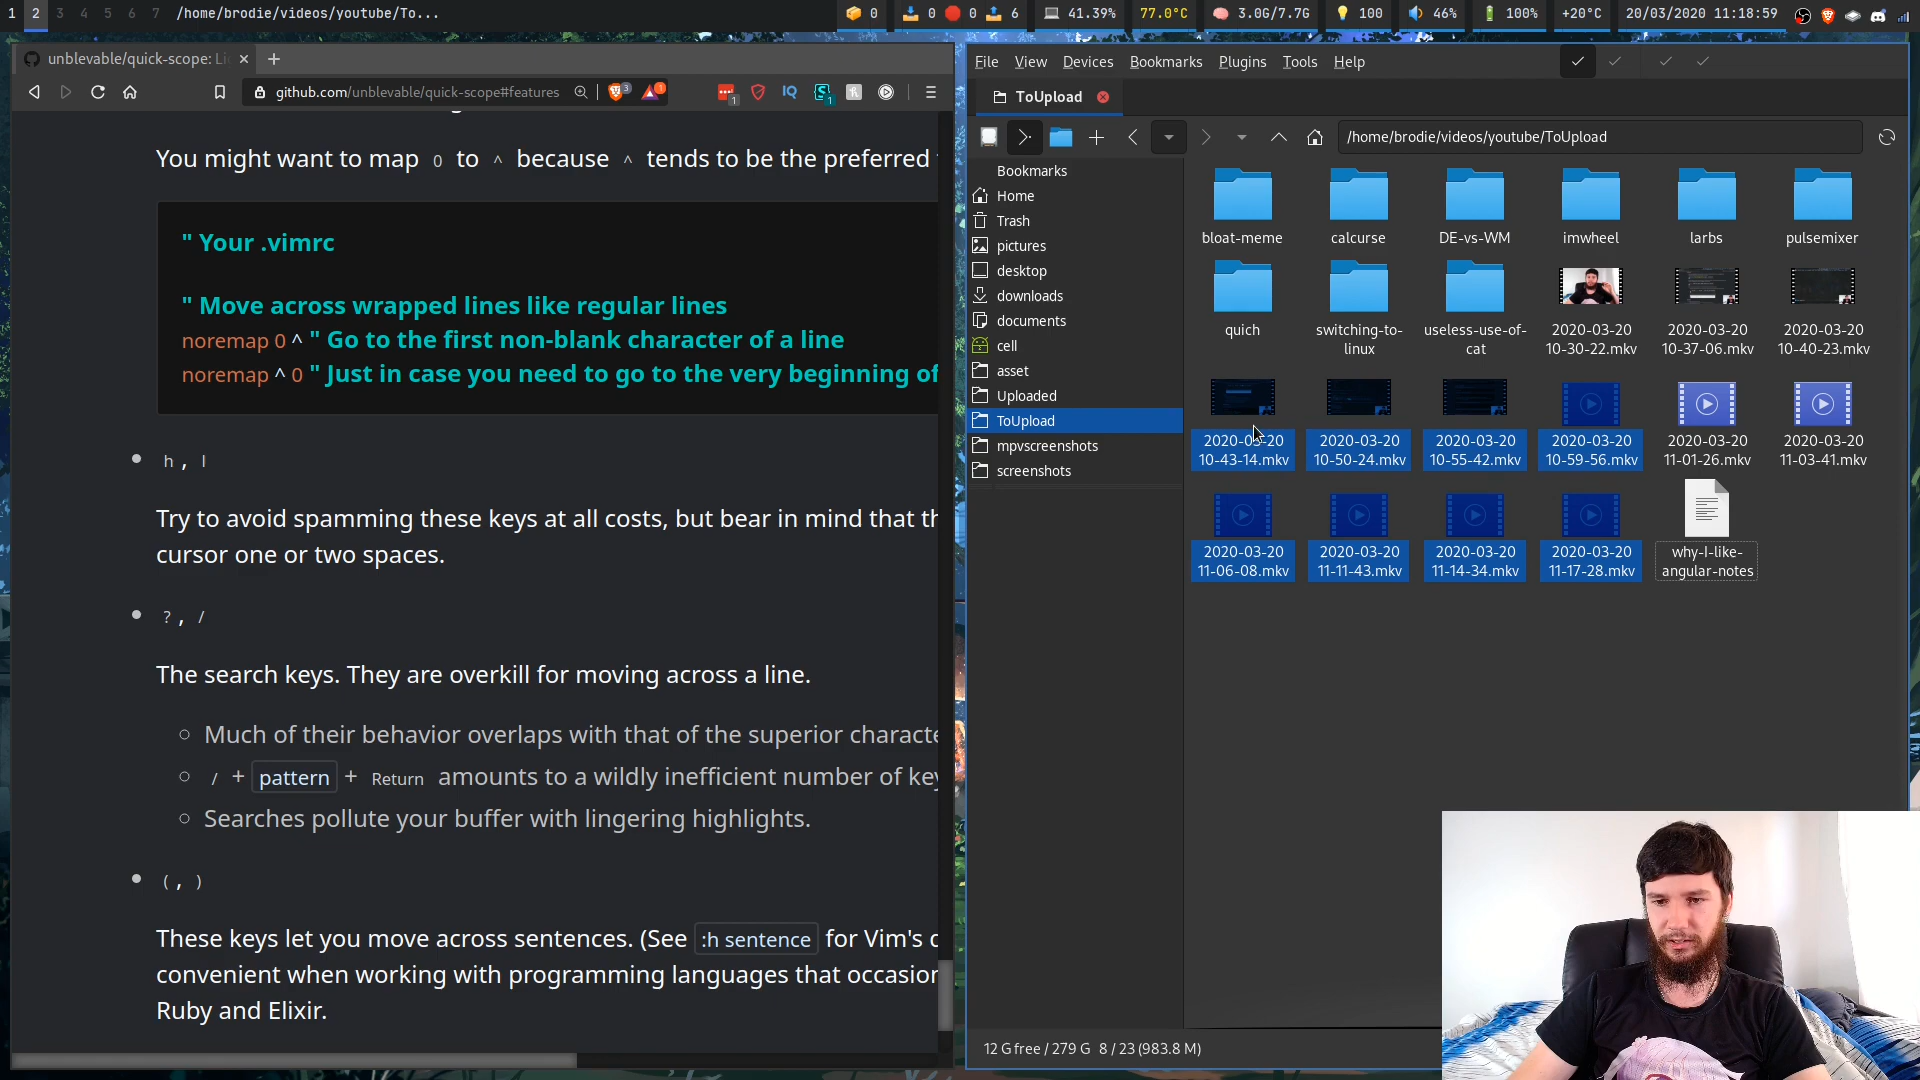 1 2 3 4 5 6 7 /home/brodie/videos/youtube/To... 0 0 0 6 41.39% 77.0°C 3.0G/7.7G 100 46% 100% +20°C 20/03/2020 11:18:59
unblevable/quick-scope: Li
github.com/unblevable/quick-scope#features
You might want to map 0 to ^ because ^ tends to be the preferred
" Your .vimrc
" Move across wrapped lines like regular lines
noremap 0 ^ " Go to the first non-blank character of a line
noremap ^ 0 " Just in case you need to go to the very beginning of
h, l
Try to avoid spamming these keys at all costs, but bear in mind that
cursor one or two spaces.
?, /
The search keys. They are overkill for moving across a line.
Much of their behavior overlaps with that of the superior characte
/ + pattern + Return amounts to a wildly inefficient number of key
Searches pollute your buffer with lingering highlights.
(, )
These keys let you move across sentences. (See :h sentence for Vim's
convenient when working with programming languages that occasion
Ruby and Elixir.
File View Devices Bookmarks Plugins Tools Help
ToUpload
/home/brodie/videos/youtube/ToUpload
Bookmarks
Home
Trash
pictures
desktop
downloads
documents
cell
asset
Uploaded
ToUpload
mpvscreenshots
screenshots
bloat-meme calcurse DE-vs-WM imwheel larbs pulsemixer
quich switching-to- useless-use-of- 2020-03-20 2020-03-20 2020-03-20
linux cat 10-30-22.mkv 10-37-06.mkv 10-40-23.mkv
2020-03-20 2020-03-20 2020-03-20 2020-03-20 2020-03-20 2020-03-20
10-43-14.mkv 10-50-24.mkv 10-55-42.mkv 10-59-56.mkv 11-01-26.mkv 11-03-41.mkv
2020-03-20 2020-03-20 2020-03-20 2020-03-20 why-I-like-
11-06-08.mkv 11-11-43.mkv 11-14-34.mkv 11-17-28.mkv angular-notes
12 G free / 279 G 8 / 23 (983.8 M)